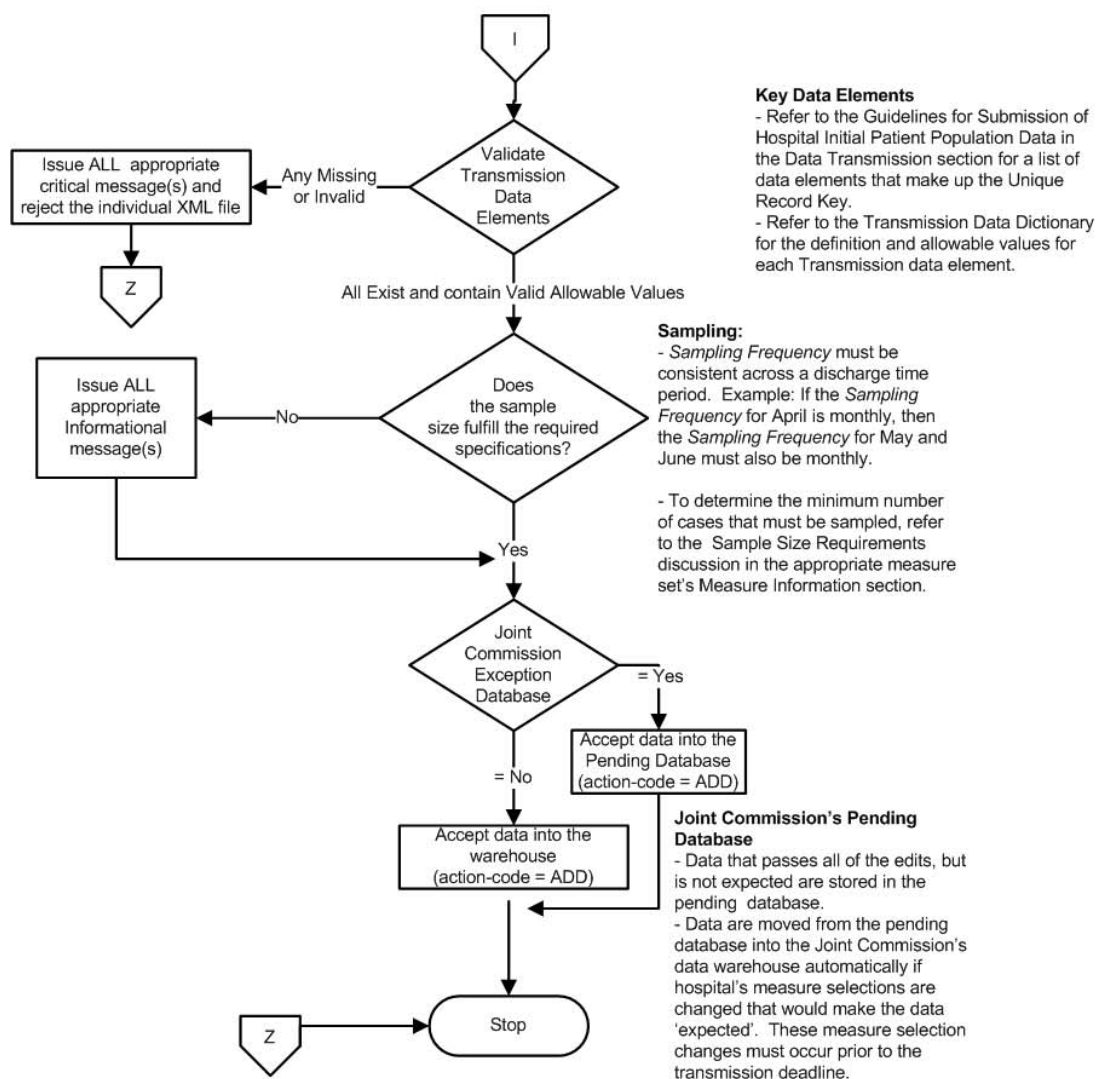 I
Key Data Elements
- Refer to the Guidelines for Submission of
Hospital Initial Patient Population Data in
the Data Transmission section for a list of
data elements that make up the Unique
Record Key.
- Refer to the Transmission Data Dictionary
for the definition and allowable values for
each Transmission data element.
Validate
Transmission
Data
Elements
Any Missing
or Invalid
Issue ALL appropriate
critical message(s) and
reject the individual XML file
Z
All Exist and contain Valid Allowable Values
Sampling:
- Sampling Frequency must be
consistent across a discharge time
period. Example: If the Sampling
Frequency for April is monthly, then
the Sampling Frequency for May and
June must also be monthly.
- To determine the minimum number
of cases that must be sampled, refer
to the Sample Size Requirements
discussion in the appropriate measure
set's Measure Information section.
Does
the sample
size fulfill the required
specifications?
No
Issue ALL
appropriate
Informational
message(s)
Yes
Joint
Commission
Exception
Database
= Yes
Accept data into the
Pending Database
(action-code = ADD)
= No
Accept data into the
warehouse
(action-code = ADD)
Joint Commission's Pending
Database
- Data that passes all of the edits, but
is not expected are stored in the
pending database.
- Data are moved from the pending
database into the Joint Commission's
data warehouse automatically if
hospital's measure selections are
changed that would make the data
'expected'. These measure selection
changes must occur prior to the
transmission deadline.
Z
Stop